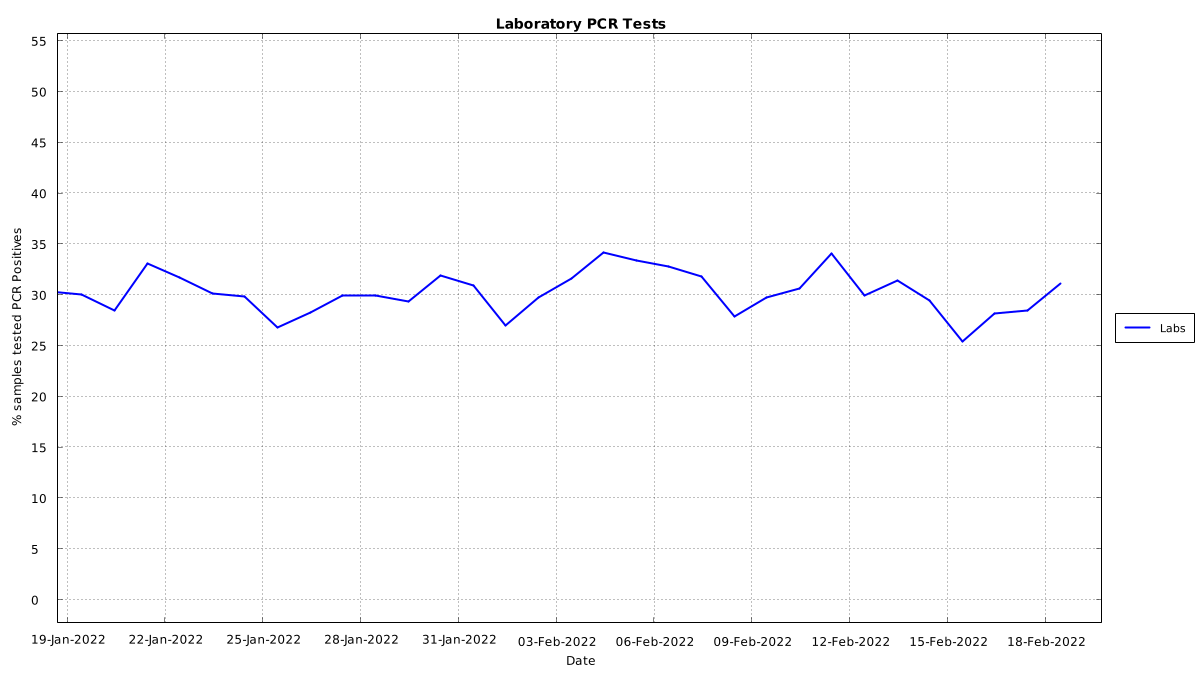 Laboratory PCR Tests
55
50
45
40
35
30
25
20
15
10
5
0
% samples tested PCR Positives
19-Jan-2022 22-Jan-2022 25-Jan-2022 28-Jan-2022 31-Jan-2022 03-Feb-2022 06-Feb-2022 09-Feb-2022 12-Feb-2022 15-Feb-2022 18-Feb-2022
Date
Labs